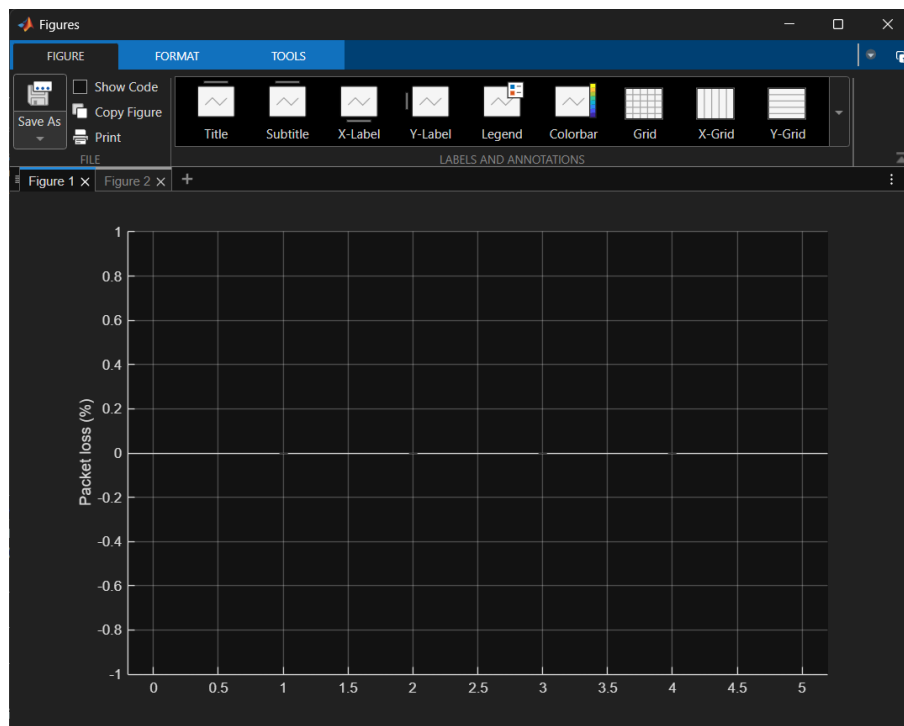 Figures
FIGURE FORMAT TOOLS
Save As
Show Code
Copy Figure
Print
FILE
Title Subtitle X-Label Y-Label Legend Colorbar Grid X-Grid Y-Grid
LABELS AND ANNOTATIONS
Figure 1 Figure 2
Packet loss (%)
1
0.8
0.6
0.4
0.2
0
-0.2
-0.4
-0.6
-0.8
-1
0 0.5 1 1.5 2 2.5 3 3.5 4 4.5 5